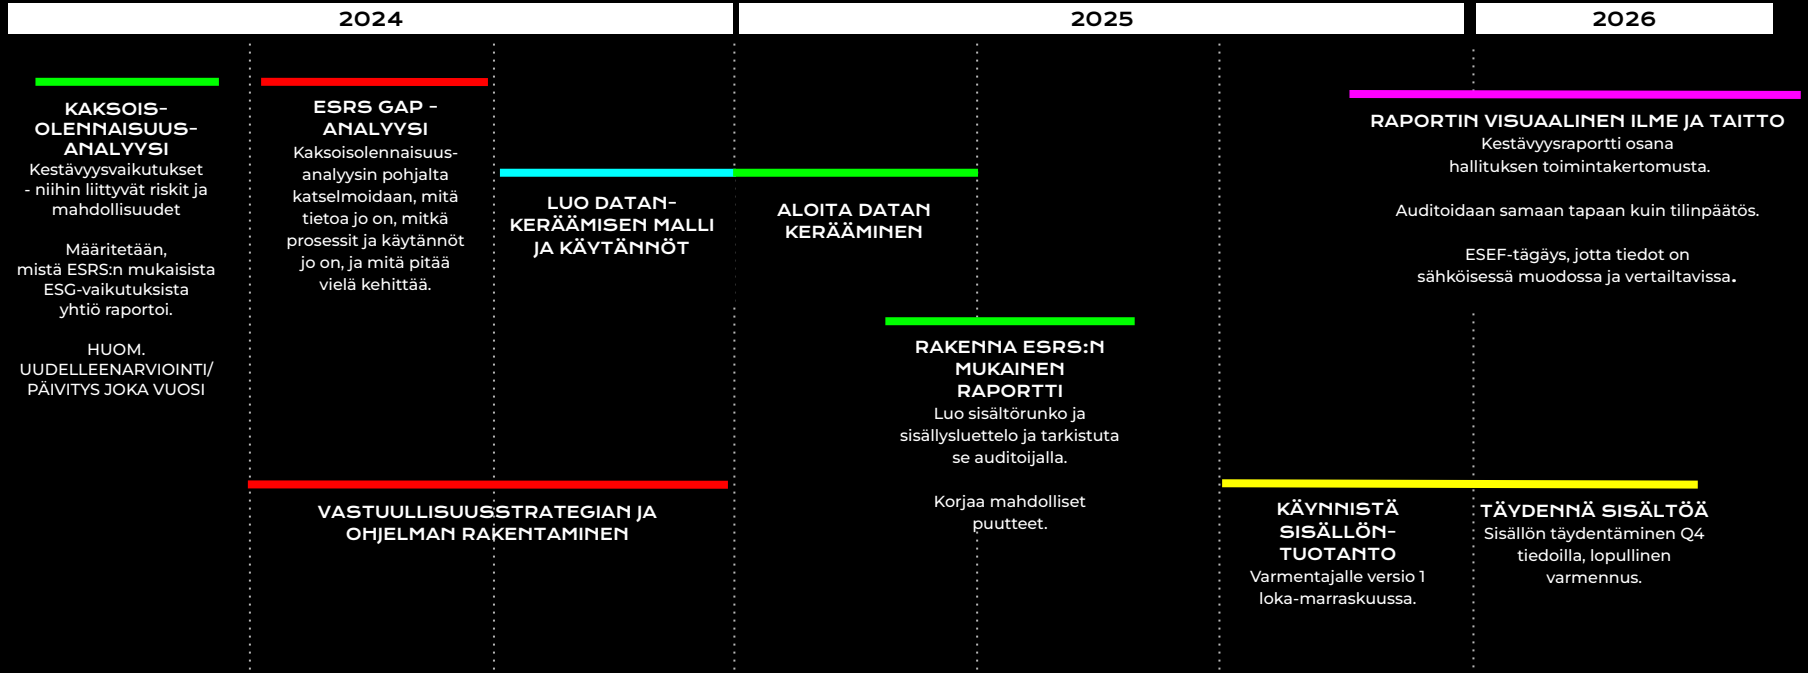 2024
2025
2026
KAKSOIS-
OLENNAISUUS-
ANALYYSI
Kestävyysvaikutukset
- niihin liittyvät riskit ja
mahdollisuudet
Määritetään,
mistä ESRS:n mukaisista
ESG-vaikutuksista
yhtiö raportoi.
HUOM.
UUDELLEENARVIOINTI/
PÄIVITYS JOKA VUOSI
ESRS GAP -
ANALYYSI
Kaksoisolennaisuus-
analyysin pohjalta
katselmoidaan, mitä
tietoa jo on, mitkä
prosessit ja käytännöt
jo on, ja mitä pitää
vielä kehittää.
LUO DATAN-
KERÄÄMISEN MALLI
JA KÄYTÄNNÖT
VASTUULLISUUSSTRATEGIAN JA
OHJELMAN RAKENTAMINEN
ALOITA DATAN
KERÄÄMINEN
RAKENNA ESRS:N
MUKAINEN
RAPORTTI
Luo sisältörunko ja
sisällysluettelo ja tarkistuta
se auditoijalla.
Korjaa mahdolliset
puutteet.
RAPORTIN VISUAALINEN ILME JA TAITTO
Kestävyysraportti osana
hallituksen toimintakertomusta.
Auditoidaan samaan tapaan kuin tilinpäätös.
ESEF-tägäys, jotta tiedot on
sähköisessä muodossa ja vertailtavissa.
KÄYNNISTÄ
SISÄLLÖN-
TUOTANTO
Varmentajalle versio 1
loka-marraskuussa.
TÄYDENNÄ SISÄLTÖÄ
Sisällön täydentäminen Q4
tiedoilla, lopullinen
varmennus.